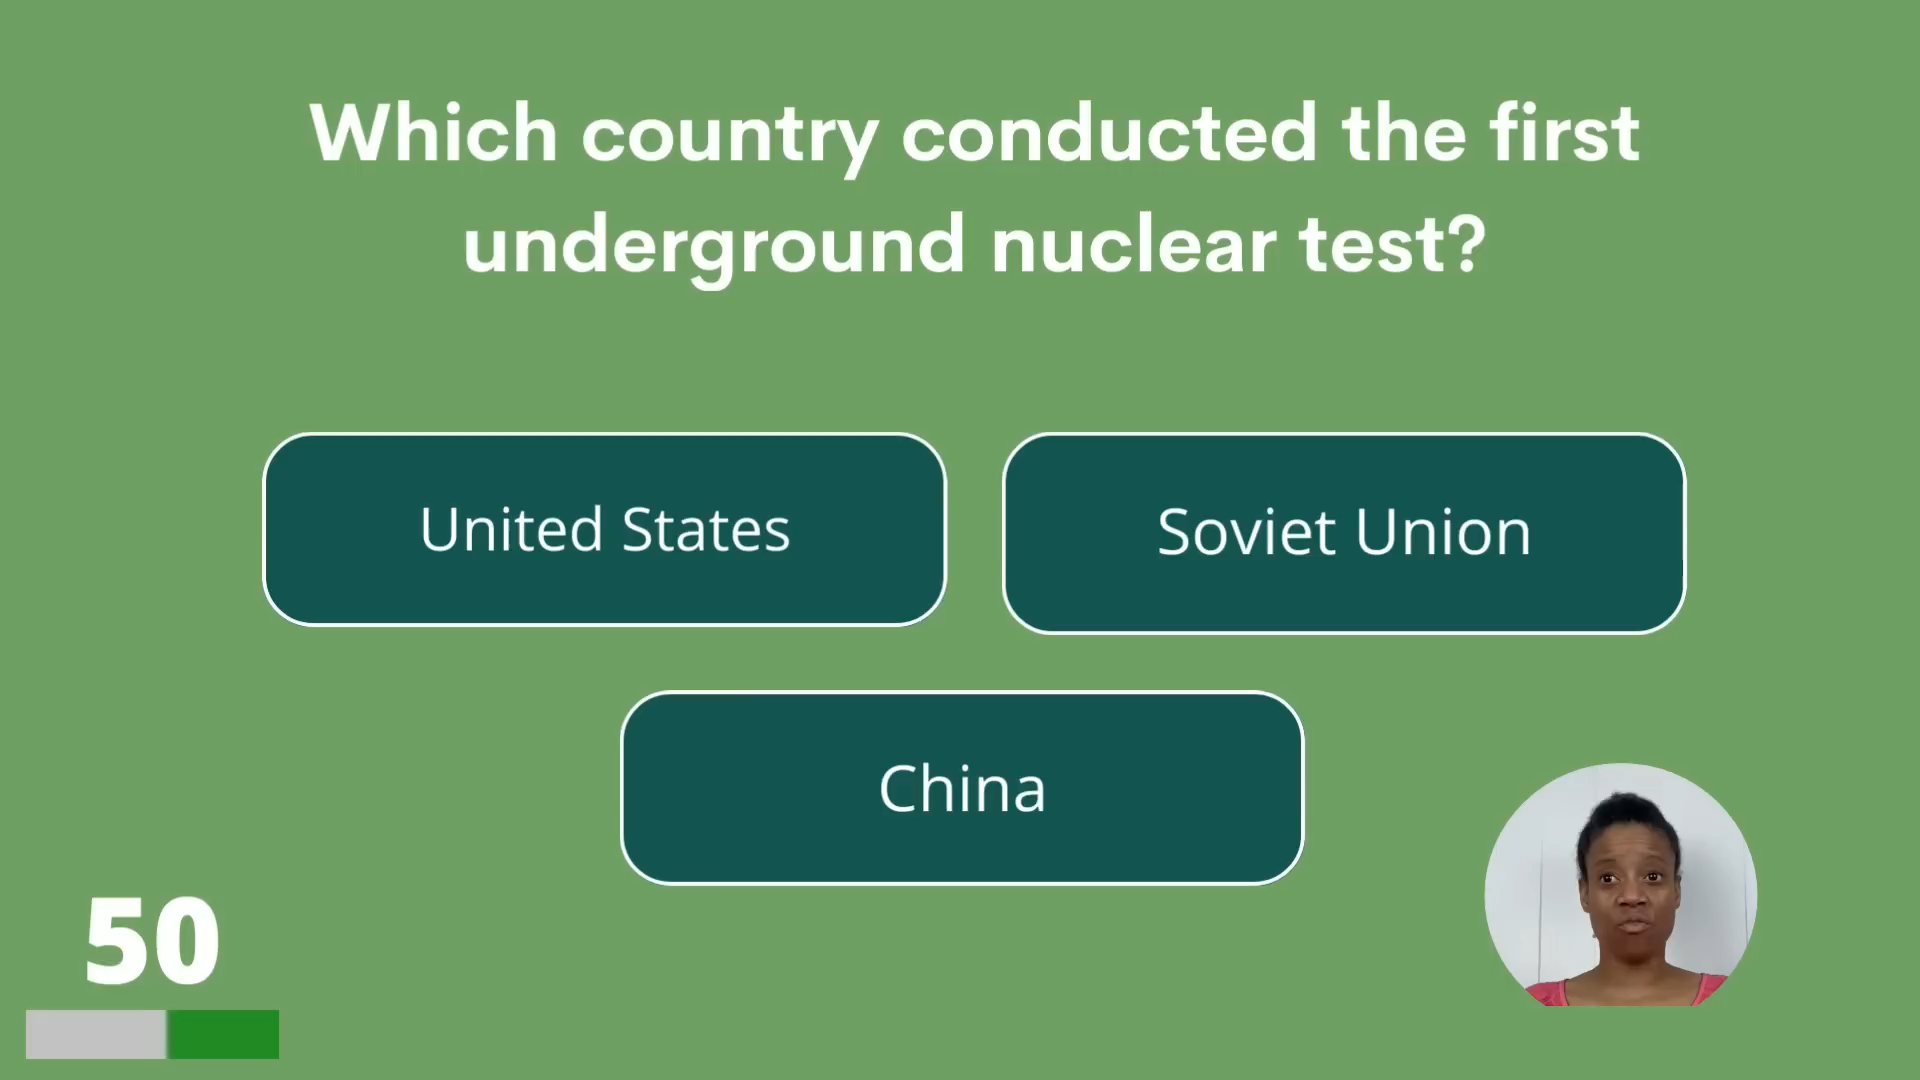 Which country conducted the first
underground nuclear test?
United States
Soviet Union
China
50